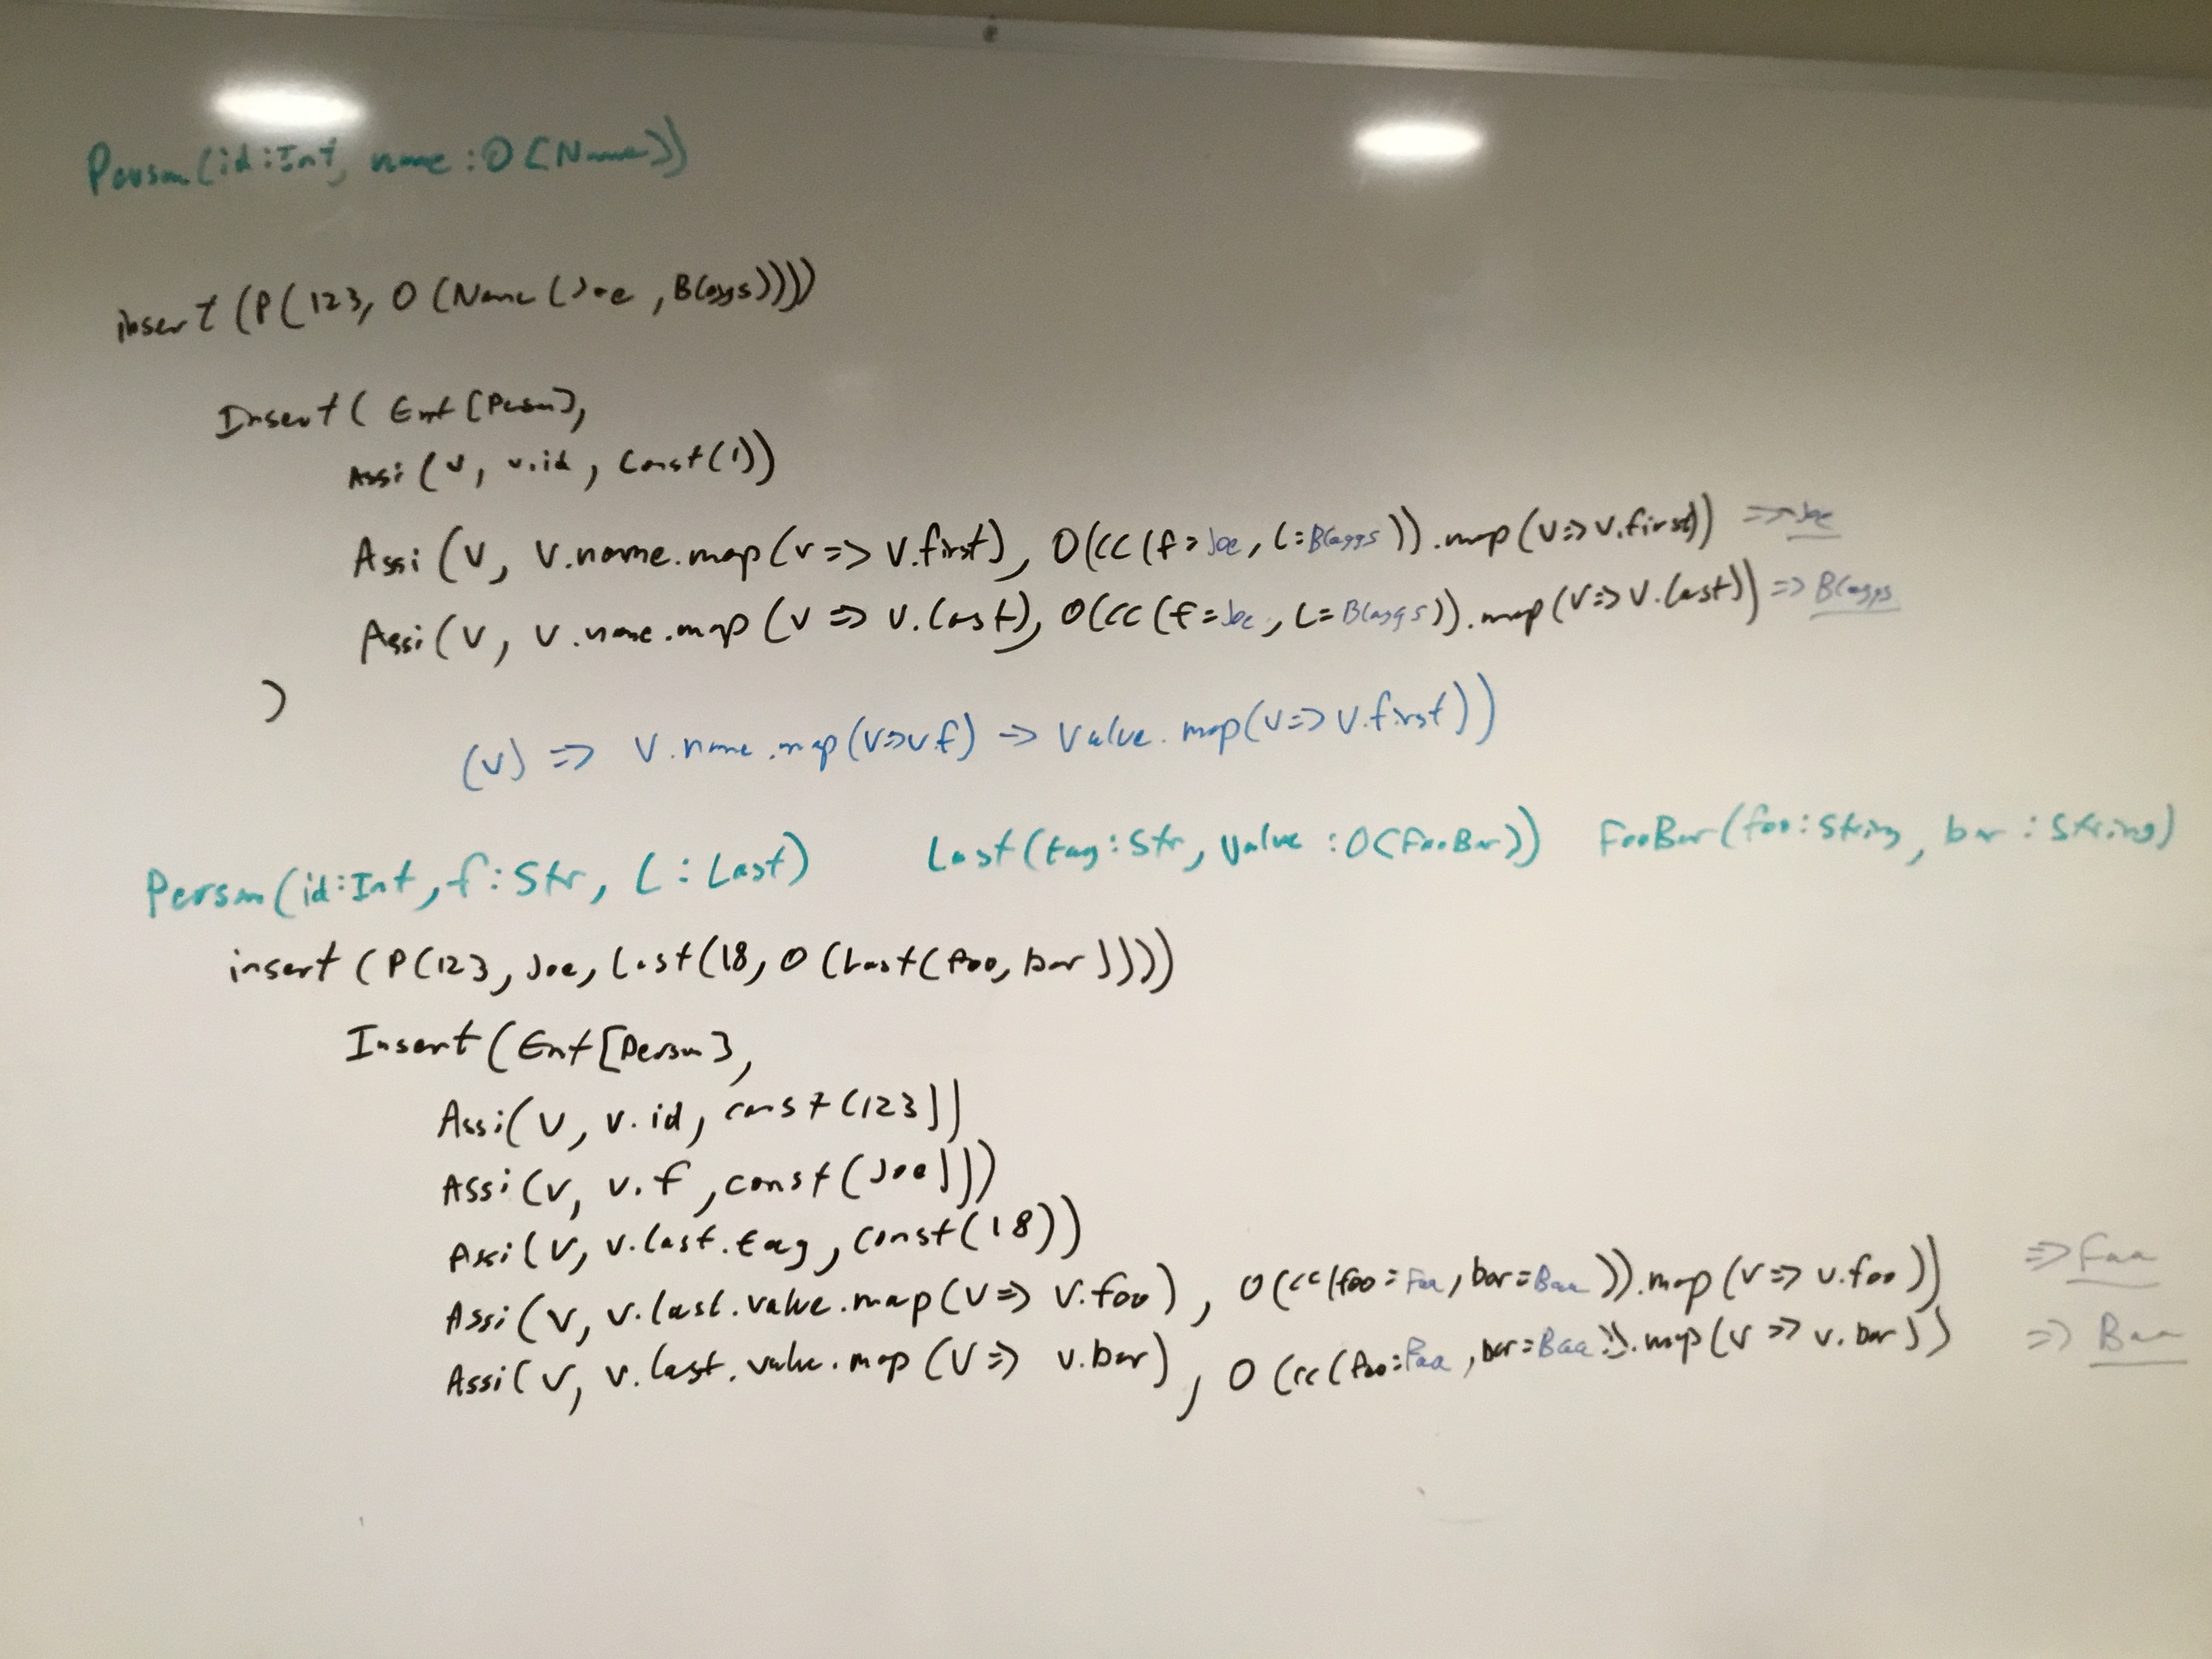 Person(id:Int, name:O[Name])
insert(P(123, O(Name(Joe, Bloggs))))
Insert( Ent[Person],
Assi(v, v.id, Const(1))
Assi(v, v.name.map(v => v.first), O(CC(f=Joe, l=Bloggs)).map(v=>v.first)) => Joe
Assi(v, v.name.map(v => v.last), O(CC(f=Joe, l=Bloggs)).map(v=>v.last)) => Bloggs
)
(v) => v.name.map(v=>v.f) => value.map(v=>v.first))
Person(id:Int, f:Str, l:Last) Last(tag:Str, value:O[FooBar]) FooBar(foo:String, bar:String)
insert(P(123, Joe, Last(18, O(Last(foo, bar))))
Insert(Ent[Person],
Assi(v, v.id, const(123))
Assi(v, v.f, const(Joe)))
Assi(v, v.last.tag, Const(18))
Assi(v, v.last.value.map(v=> v.foo), O(CC(foo=Faa, bar=Baa)).map(v=> v.foo)) => Faa
Assi(v, v.last.value.map(v=> v.bar), O(CC(foo=Faa, bar=Baa)).map(v=> v.bar)) => Baa